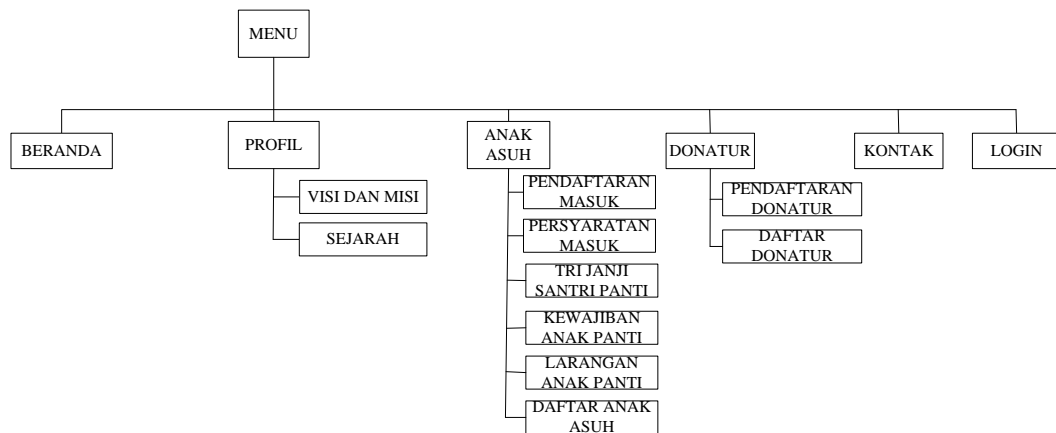 MENU
BERANDA
PROFIL
ANAK
ASUH
DONATUR
KONTAK
LOGIN
VISI DAN MISI
SEJARAH
PENDAFTARAN
MASUK
PERSYARATAN
MASUK
TRI JANJI
SANTRI PANTI
KEWAJIBAN
ANAK PANTI
LARANGAN
ANAK PANTI
DAFTAR ANAK
ASUH
PENDAFTARAN
DONATUR
DAFTAR
DONATUR